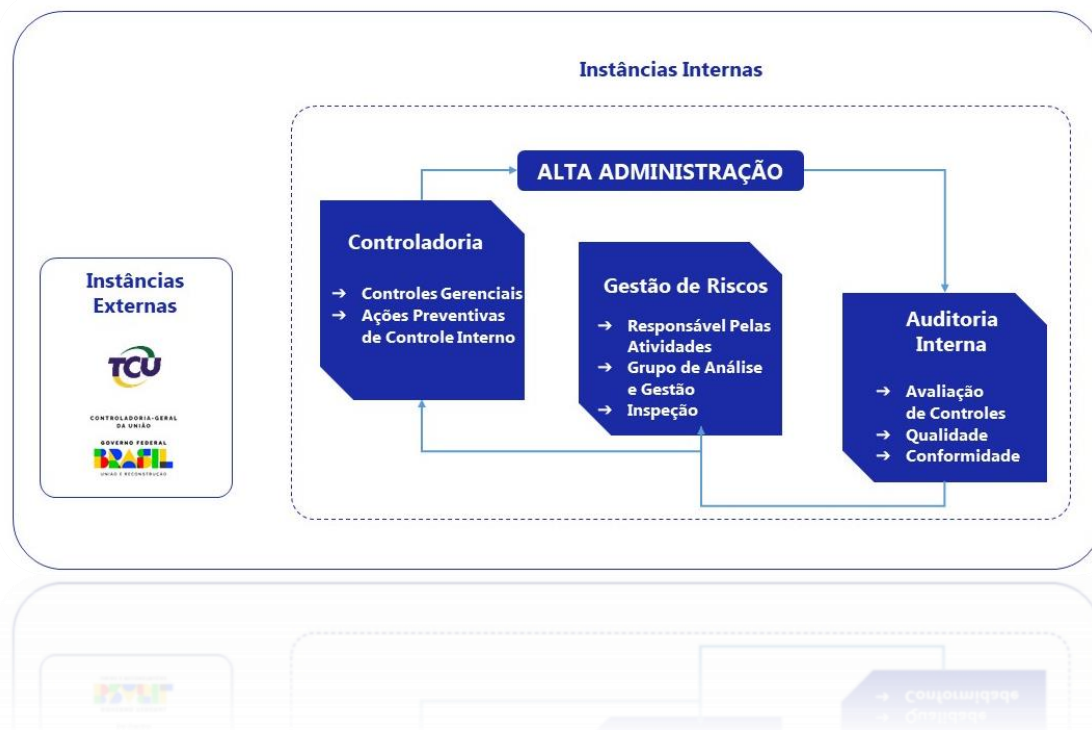 Instâncias Internas
ALTA ADMINISTRAÇÃO
Controladoria
➔ Controles Gerenciais
➔ Ações Preventivas
de Controle Interno
Gestão de Riscos
➔ Responsável Pelas
Atividades
➔ Grupo de Análise
e Gestão
➔ Inspeção
Auditoria
Interna
➔ Avaliação
de Controles
➔ Qualidade
➔ Conformidade
Instâncias
Externas
TCU
CONTROLADORIA-GERAL
DA UNIÃO
GOVERNO FEDERAL
BRASIL
UNIÃO E RECONSTRUÇÃO